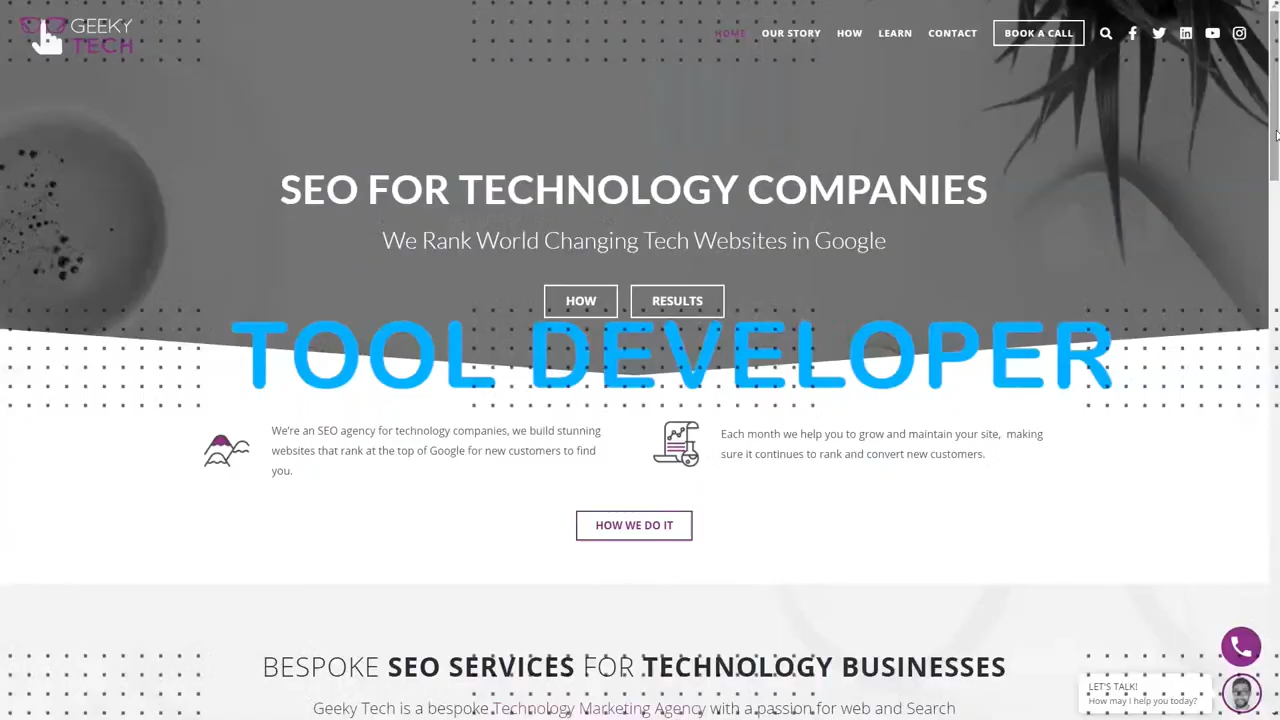 GEEKY
TECH
HOME OUR STORY HOW LEARN CONTACT BOOK A CALL
SEO FOR TECHNOLOGY COMPANIES
We Rank World Changing Tech Websites in Google
HOW RESULTS
TOOL DEVELOPER
We're an SEO agency for technology companies, we build stunning
websites that rank at the top of Google for new customers to find
you.
Each month we help you to grow and maintain your site, making
sure it continues to rank and convert new customers.
HOW WE DO IT
BESPOKE SEO SERVICES FOR TECHNOLOGY BUSINESSES
Geeky Tech is a bespoke Technology Marketing Agency with a passion for web and Search
LET'S TALK!
How may I help you today?